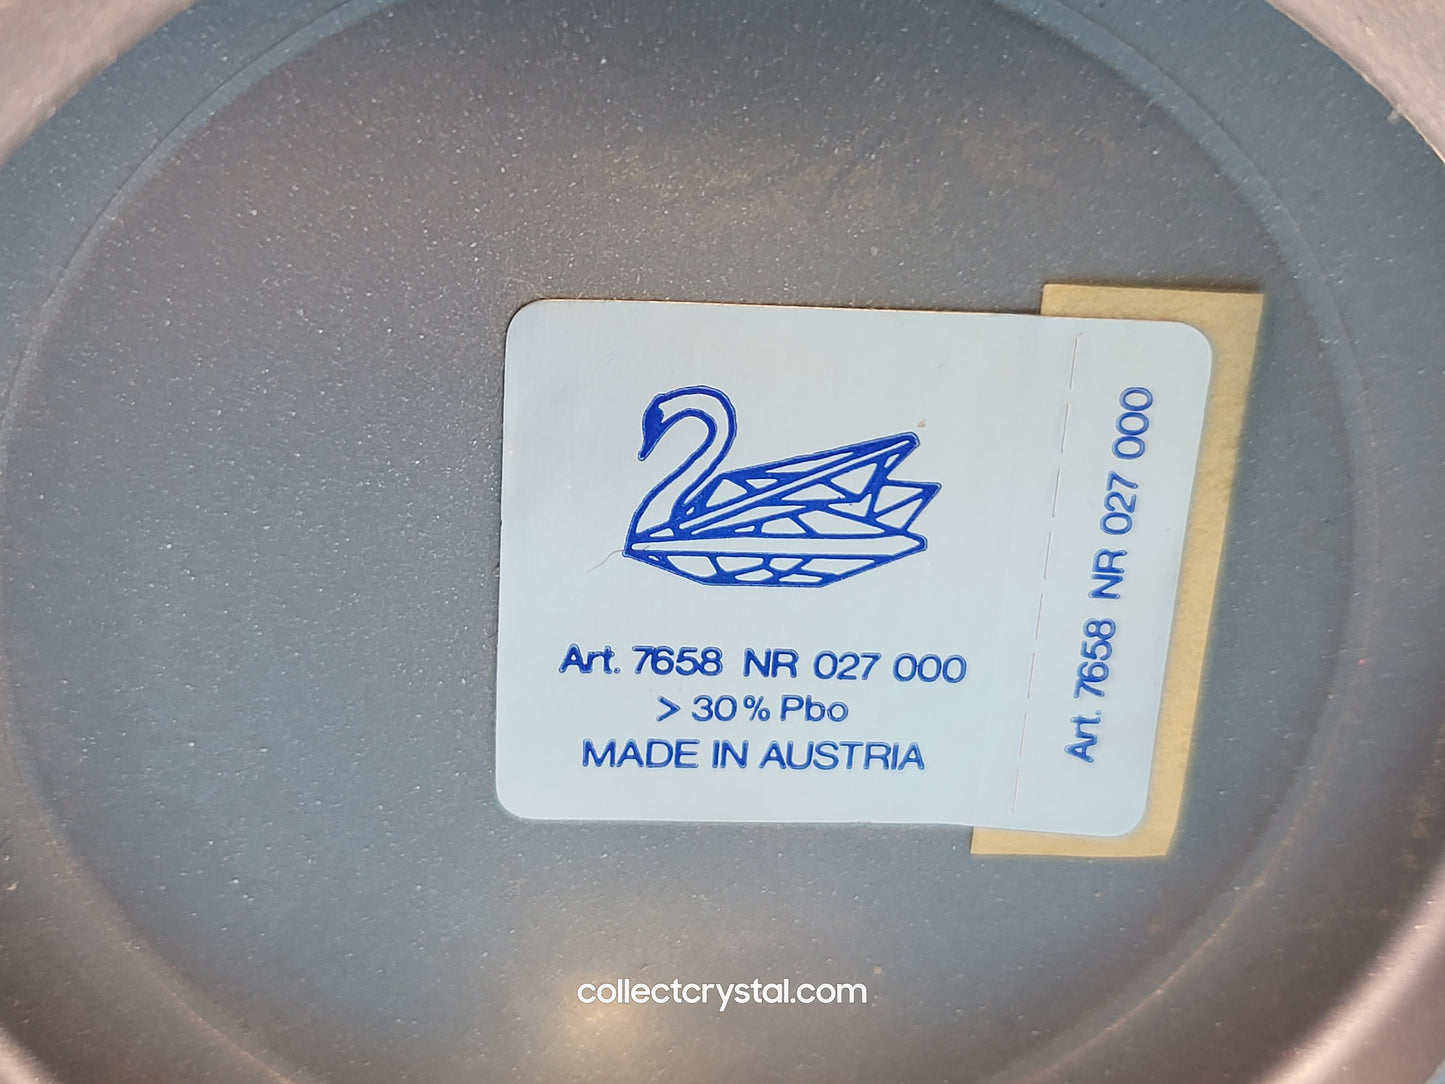 Art. 7658 NR 027 000
> 30% Pbo
MADE IN AUSTRIA
Art. 7658 NR 027 000
collectcrystal.com